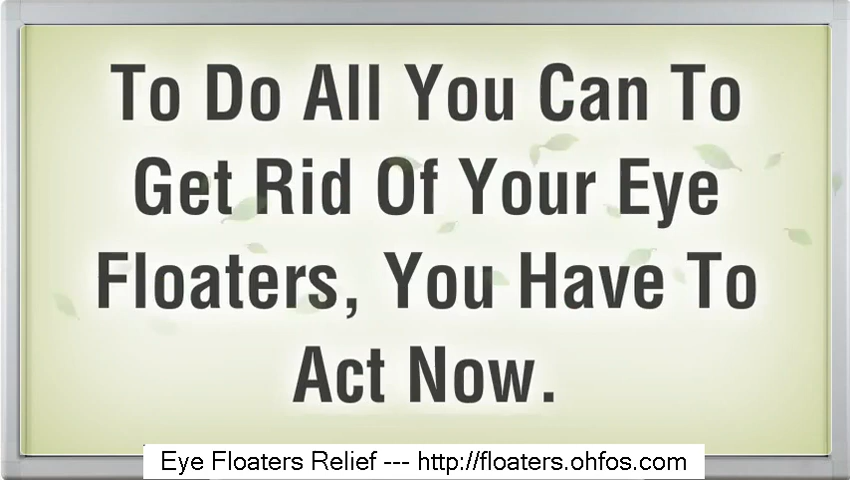 To Do All You Can To
Get Rid Of Your Eye
Floaters, You Have To
Act Now.
Eye Floaters Relief --- http://floaters.ohfos.com